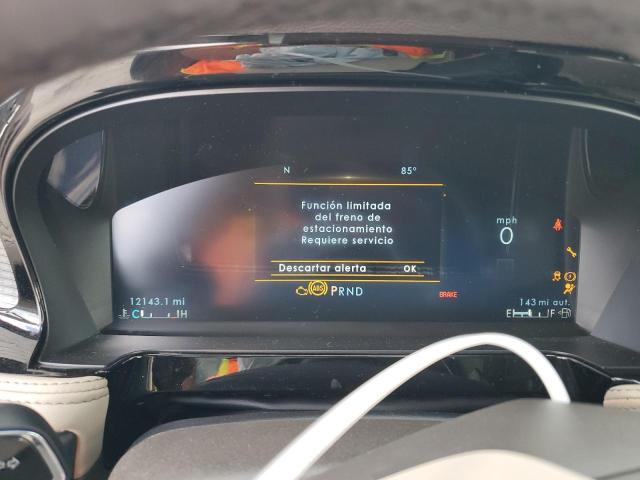 N 85°
Función limitada
del freno de
estacionamiento
Requiere servicio
Descartar alerta OK
mph
0
ABS PRND BRAKE
12143.1 mi
143 mi aut.
C H
E F